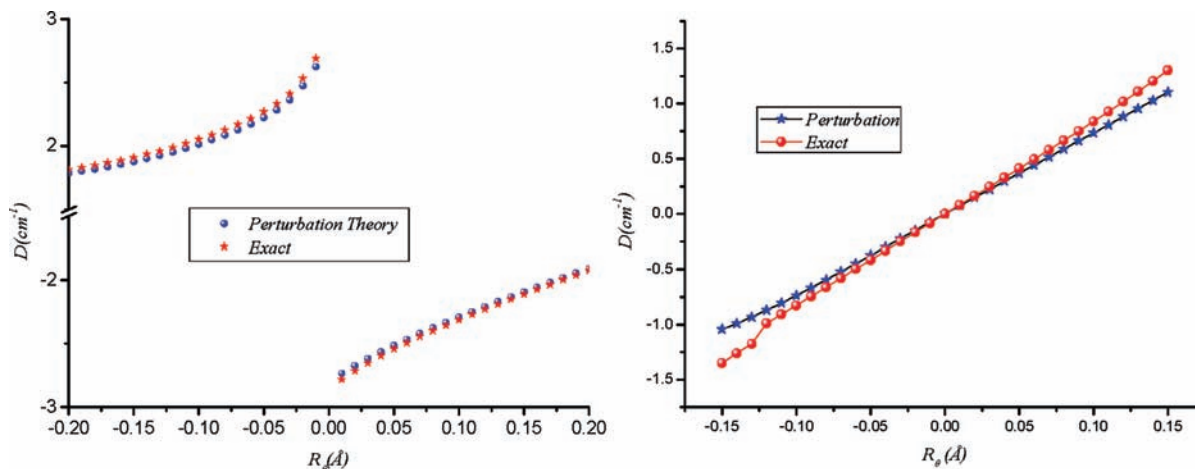 3
2
-2
-3
D(cm⁻¹)
Perturbation Theory
Exact
-0.20 -0.15 -0.10 -0.05 0.00 0.05 0.10 0.15 0.20
(Å)
1.5
1.0
0.5
0.0
-0.5
-1.0
-1.5
D(cm⁻¹)
Perturbation
Exact
-0.15 -0.10 -0.05 0.00 0.05 0.10 0.15
R_θ (Å)